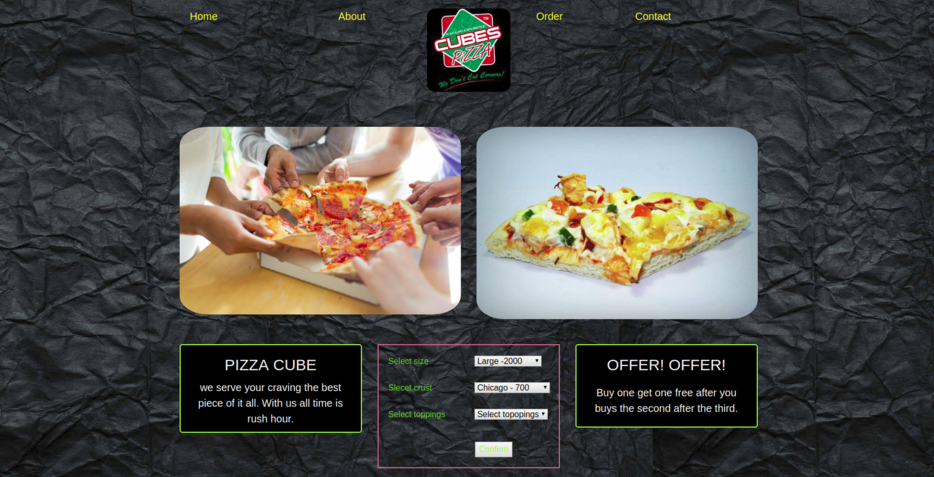 Home About Order Contact
CUBES
PIZZA
We Don't Cut Corners!
PIZZA CUBE
we serve your craving the best
piece of it all. With us all time is
rush hour.
Select size Large -2000
Slecet crust Chicago - 700
Select toppings Select topopings
Confirm
OFFER! OFFER!
Buy one get one free after you
buys the second after the third.